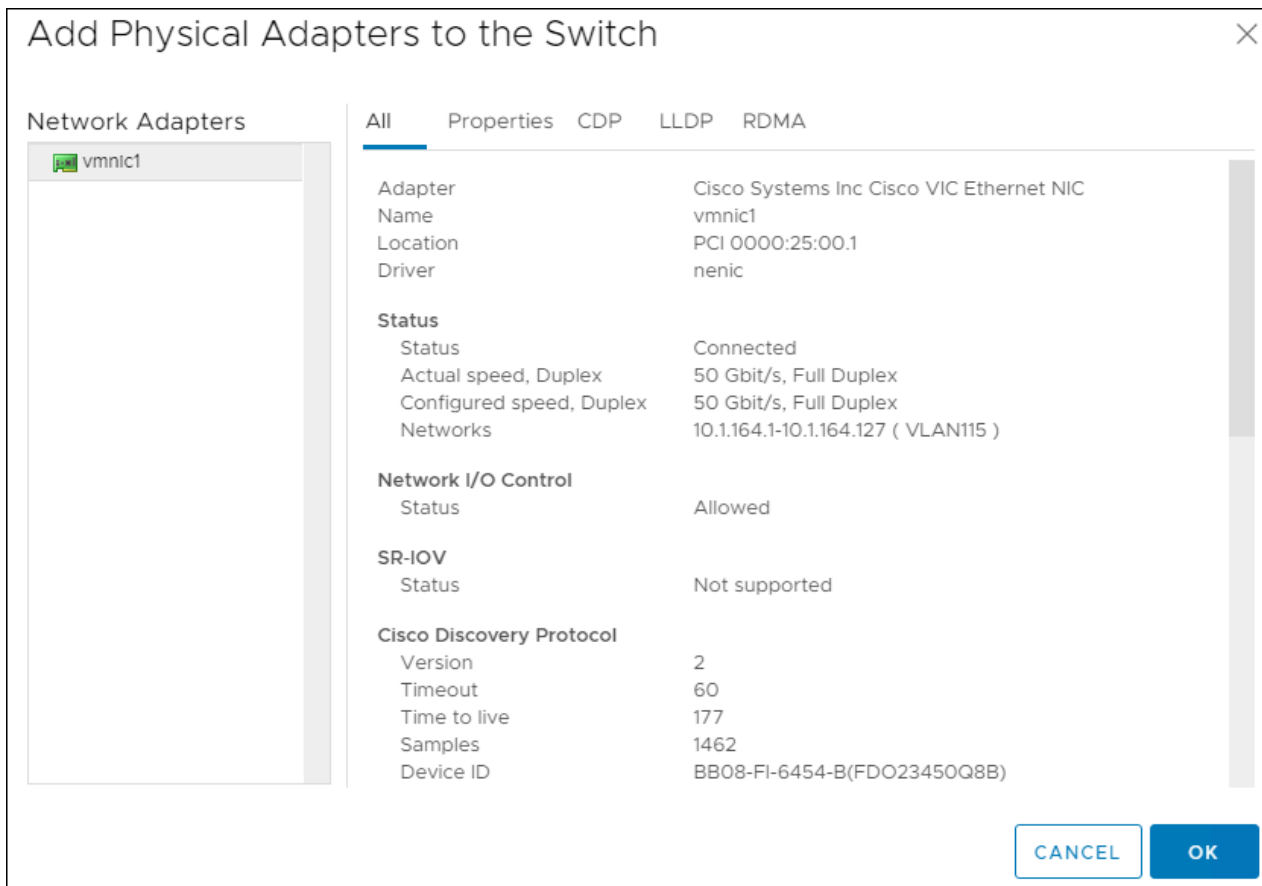 Add Physical Adapters to the Switch
Network Adapters
vmnic1
All Properties CDP LLDP RDMA
Adapter Cisco Systems Inc Cisco VIC Ethernet NIC
Name vmnic1
Location PCI 0000:25:00.1
Driver nenic
Status
Status Connected
Actual speed, Duplex 50 Gbit/s, Full Duplex
Configured speed, Duplex 50 Gbit/s, Full Duplex
Networks 10.1.164.1-10.1.164.127 ( VLAN115 )
Network I/O Control
Status Allowed
SR-IOV
Status Not supported
Cisco Discovery Protocol
Version 2
Timeout 60
Time to live 177
Samples 1462
Device ID BB08-FI-6454-B(FDO23450Q8B)
CANCEL OK